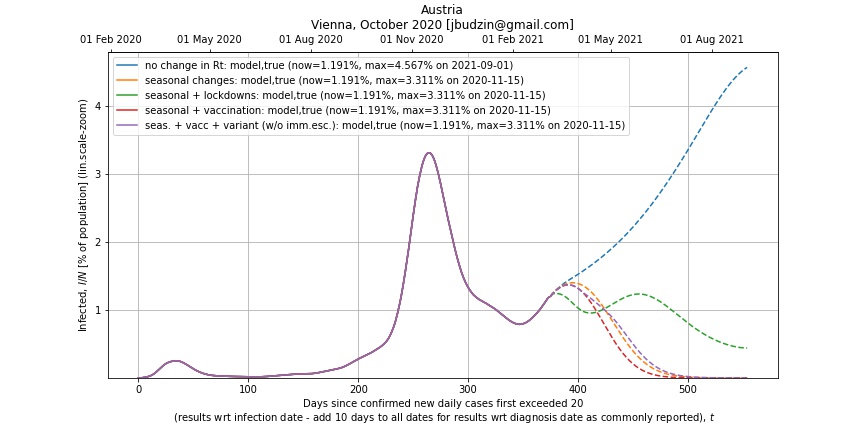 Austria
Vienna, October 2020 [jbudzin@gmail.com]
01 Feb 2020 01 May 2020 01 Aug 2020 01 Nov 2020 01 Feb 2021 01 May 2021 01 Aug 2021
no change in Rt: model,true (now=1.191%, max=4.567% on 2021-09-01)
seasonal changes: model,true (now=1.191%, max=3.311% on 2020-11-15)
seasonal + lockdowns: model,true (now=1.191%, max=3.311% on 2020-11-15)
seasonal + vaccination: model,true (now=1.191%, max=3.311% on 2020-11-15)
seas. + vacc + variant (w/o imm.esc.): model,true (now=1.191%, max=3.311% on 2020-11-15)
Infected, I/N [% of population] (lin.scale-zoom)
4
3
2
1
0 100 200 300 400 500
Days since confirmed new daily cases first exceeded 20
(results wrt infection date - add 10 days to all dates for results wrt diagnosis date as commonly reported), t